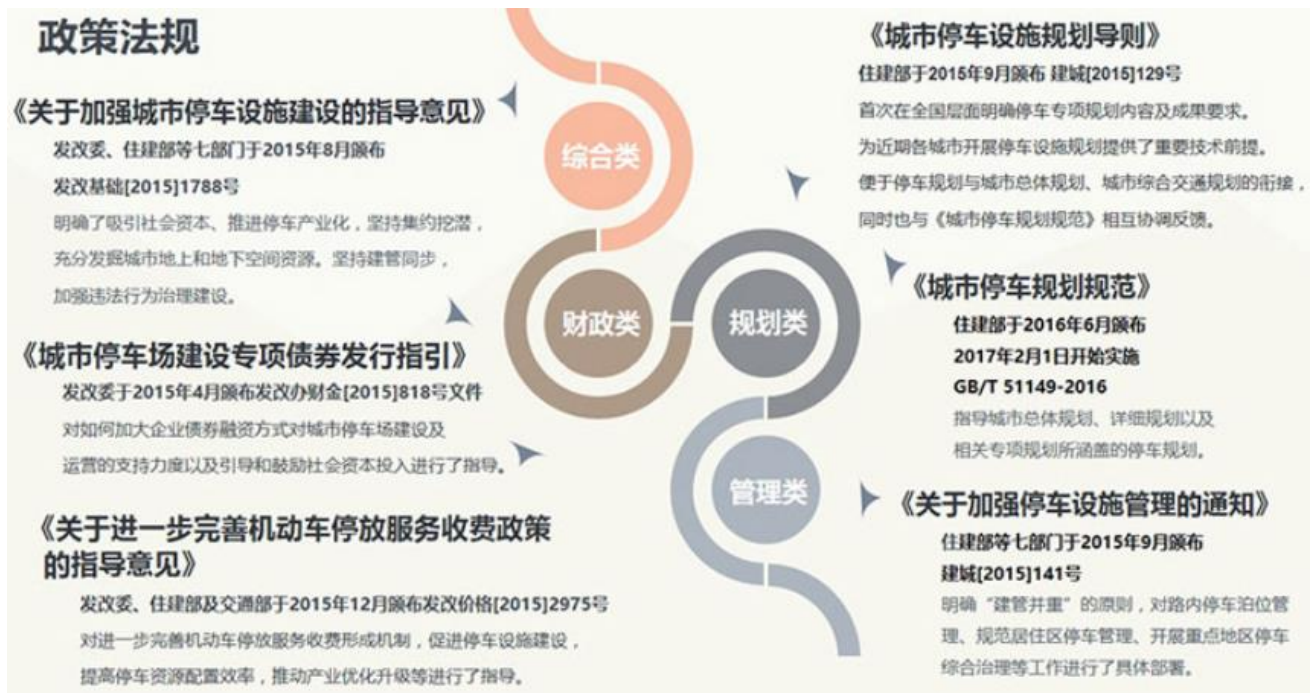 政策法规
《关于加强城市停车设施建设的指导意见》
发改委、住建部等七部门于2015年8月颁布
发改基础[2015]1788号
明确了吸引社会资本、推进停车产业化，坚持集约挖潜，
充分发掘城市地上和地下空间资源。坚持建管同步，
加强违法行为治理建设。
《城市停车场建设专项债券发行指引》
发改委于2015年4月颁布发改办财金[2015]818号文件
对如何加大企业债券融资方式对城市停车场建设及
运营的支持力度以及引导和鼓励社会资本投入进行了指导。
《关于进一步完善机动车停放服务收费政策
的指导意见》
发改委、住建部及交通部于2015年12月颁布发改价格[2015]2975号
对进一步完善机动车停放服务收费形成机制，促进停车设施建设，
提高停车资源配置效率，推动产业优化升级等进行了指导。
综合类
财政类
规划类
管理类
《城市停车设施规划导则》
住建部于2015年9月颁布 建城[2015]129号
首次在全国层面明确停车专项规划内容及成果要求。
为近期各城市开展停车设施规划提供了重要技术前提。
便于停车规划与城市总体规划、城市综合交通规划的衔接，
同时也与《城市停车规划规范》相互协调反馈。
《城市停车规划规范》
住建部于2016年6月颁布
2017年2月1日开始实施
GB/T 51149-2016
指导城市总体规划、详细规划以及
相关专项规划所涵盖的停车规划。
《关于加强停车设施管理的通知》
住建部等七部门于2015年9月颁布
建城[2015]141号
明确“建管并重”的原则，对路内停车泊位管
理、规范居住区停车管理、开展重点地区停车
综合治理等工作进行了具体部署。